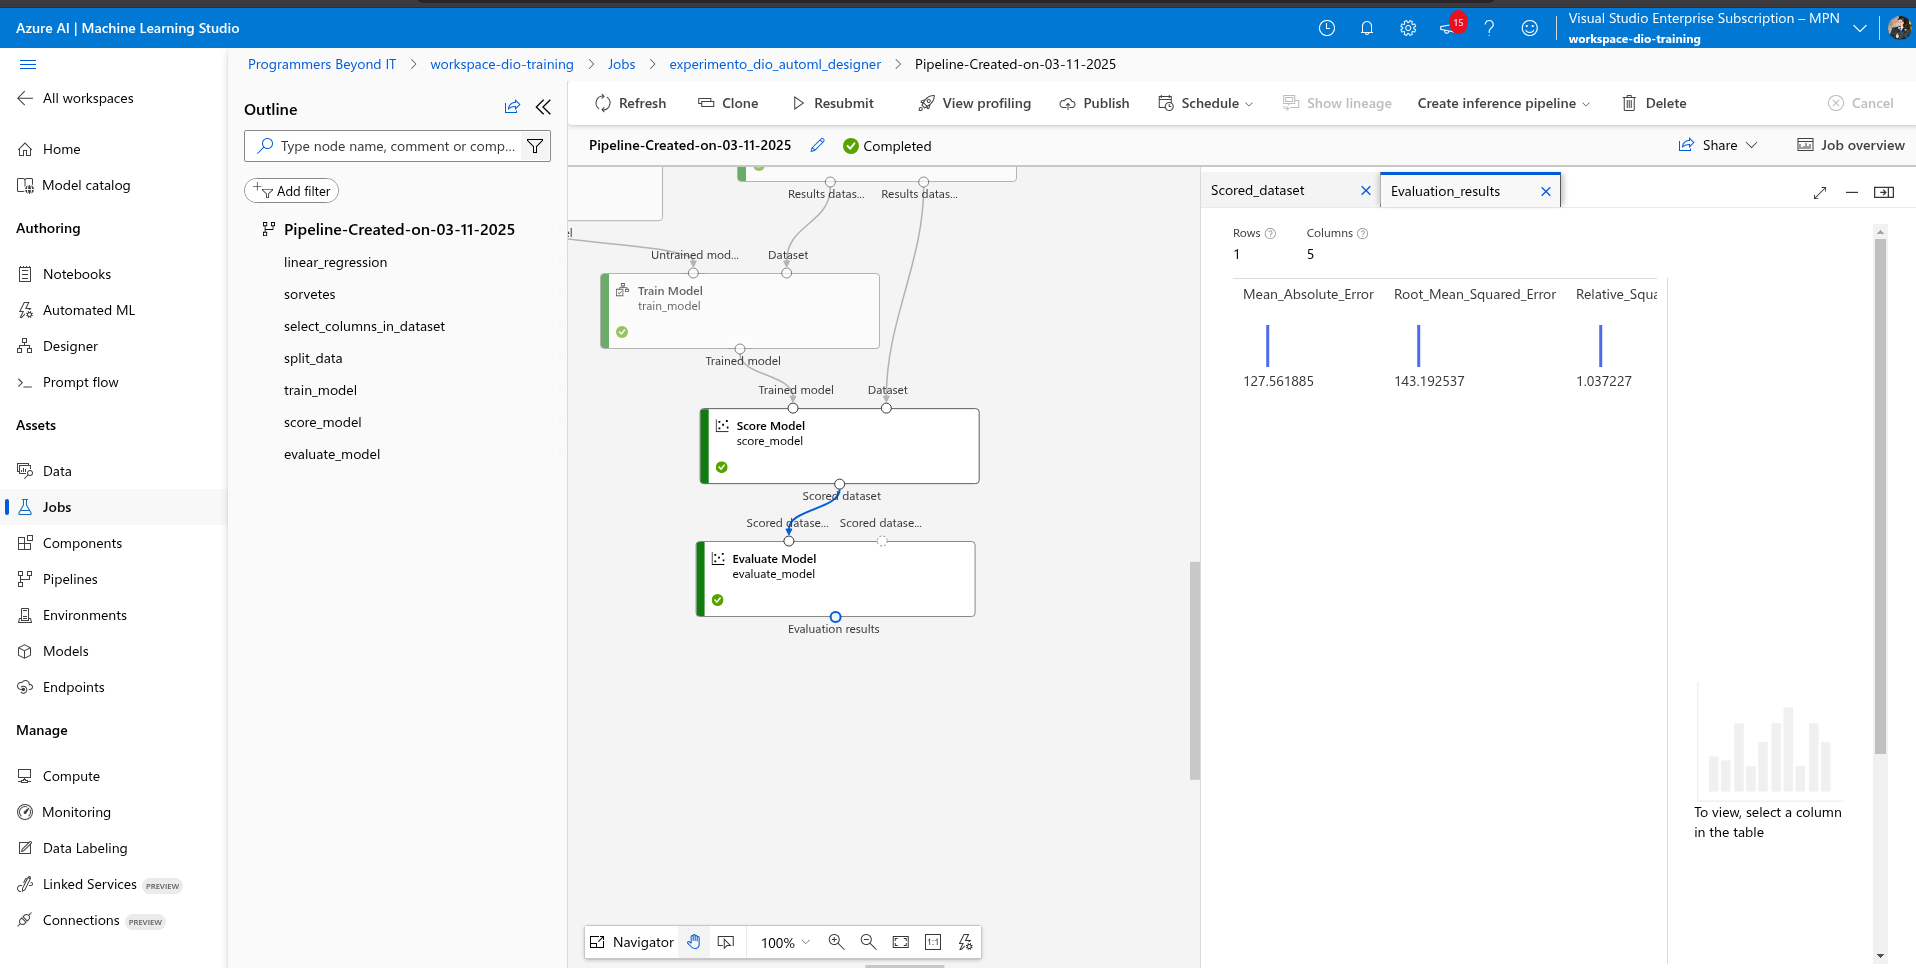 Azure AI | Machine Learning Studio
15
Visual Studio Enterprise Subscription – MPN
workspace-dio-training
Programmers Beyond IT > workspace-dio-training > Jobs > experimento_dio_automl_designer > Pipeline-Created-on-03-11-2025
All workspaces
Home
Model catalog
Authoring
Notebooks
Automated ML
Designer
Prompt flow
Assets
Data
Jobs
Components
Pipelines
Environments
Models
Endpoints
Manage
Compute
Monitoring
Data Labeling
Linked Services PREVIEW
Connections PREVIEW
Outline
Type node name, comment or comp...
Add filter
Pipeline-Created-on-03-11-2025
linear_regression
sorvetes
select_columns_in_dataset
split_data
train_model
score_model
evaluate_model
Refresh Clone Resubmit View profiling Publish Schedule Show lineage Create inference pipeline Delete Cancel
Pipeline-Created-on-03-11-2025 Completed Share Job overview
Results datas... Results datas...
Untrained mod... Dataset
Train Model
train_model
Trained model
Trained model Dataset
Score Model
score_model
Scored dataset
Scored datase... Scored datase...
Evaluate Model
evaluate_model
Evaluation results
Navigator 100% 1:1
Scored_dataset Evaluation_results
Rows Columns
1 5
Mean_Absolute_Error Root_Mean_Squared_Error Relative_Squa
127.561885 143.192537 1.037227
To view, select a column
in the table